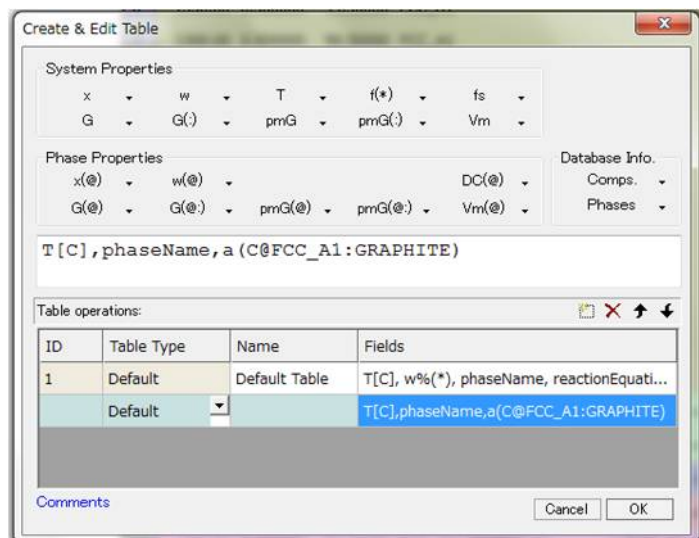 Create & Edit Table
System Properties
x w T f(*) fs
G G(:) pmG pmG(:) Vm
Phase Properties
Database Info.
x(@) w(@) DC(@) Comps.
G(@) G(@:) pmG(@) pmG(@:) Vm(@) Phases
T[C],phaseName,a(C@FCC_A1:GRAPHITE)
Table operations:
ID Table Type Name Fields
1 Default Default Table T[C], w%(*), phaseName, reactionEquati...
Default T[C],phaseName,a(C@FCC_A1:GRAPHITE)
Comments
Cancel OK